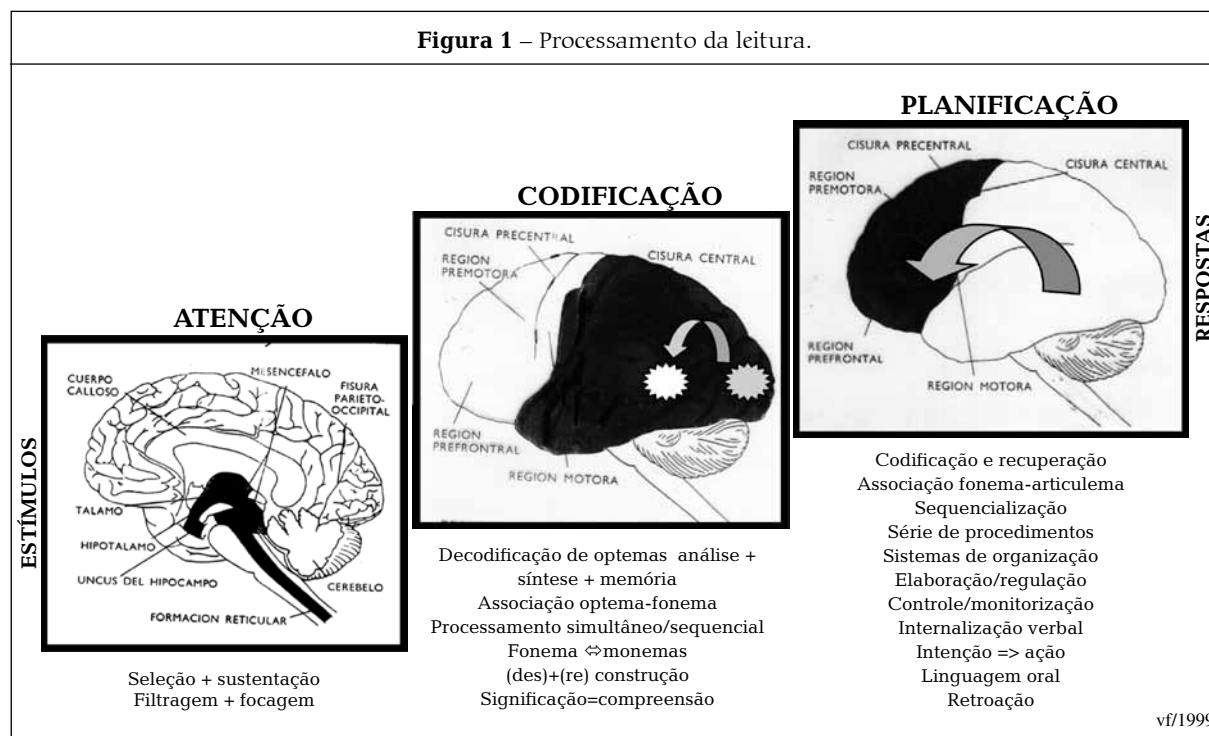 Figura 1 – Processamento da leitura.
ESTÍMULOS
ATENÇÃO
CUERPO
CALLOSO
MESENCEFALO
FISURA
PARIETO-
OCCIPITAL
TALAMO
HIPOTALAMO
UNCUS DEL HIPOCAMPO
CEREBELO
FORMACION RETICULAR
Seleção + sustentação
Filtragem + focagem
CODIFICAÇÃO
CISURA PRECENTRAL
REGION
PREMOTORA
CISURA CENTRAL
REGION
PREFRONTRAL
REGION MOTORA
Decodificação de optemas análise +
síntese + memória
Associação optema-fonema
Processamento simultâneo/sequencial
Fonema ⇔monemas
(des)+(re) construção
Significação=compreensão
PLANIFICAÇÃO
CISURA PRECENTRAL
REGION
PREMOTORA
CISURA CENTRAL
REGION
PREFRONTAL
REGION MOTORA
Codificação e recuperação
Associação fonema-articulema
Sequencialização
Série de procedimentos
Sistemas de organização
Elaboração/regulação
Controle/monitorização
Internalização verbal
Intenção => ação
Linguagem oral
Retroação
RESPOSTAS
vf/1999